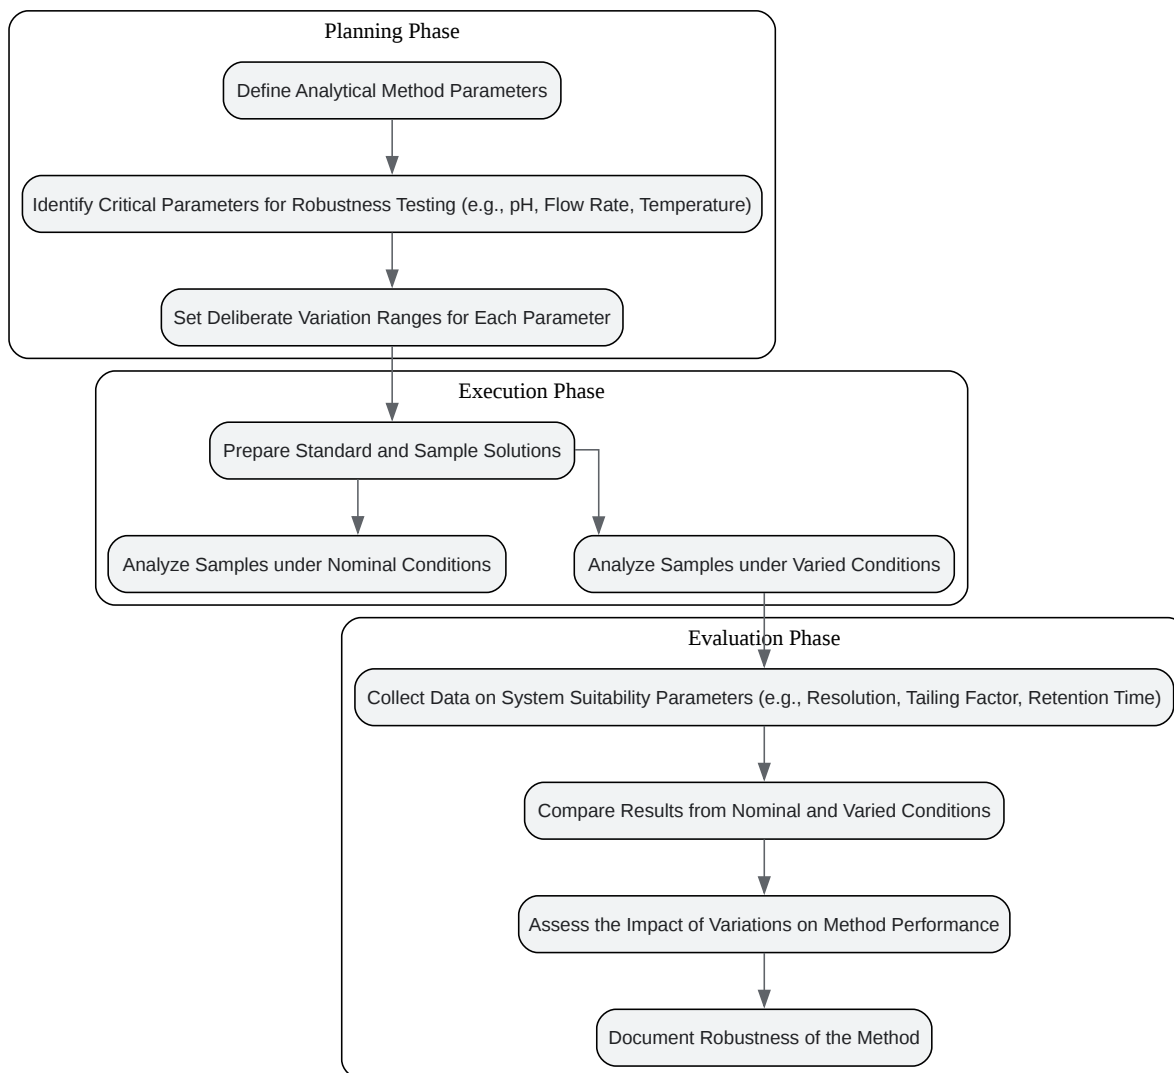 Planning Phase
Define Analytical Method Parameters
Identify Critical Parameters for Robustness Testing (e.g., pH, Flow Rate, Temperature)
Set Deliberate Variation Ranges for Each Parameter
Execution Phase
Prepare Standard and Sample Solutions
Analyze Samples under Nominal Conditions
Analyze Samples under Varied Conditions
Evaluation Phase
Collect Data on System Suitability Parameters (e.g., Resolution, Tailing Factor, Retention Time)
Compare Results from Nominal and Varied Conditions
Assess the Impact of Variations on Method Performance
Document Robustness of the Method